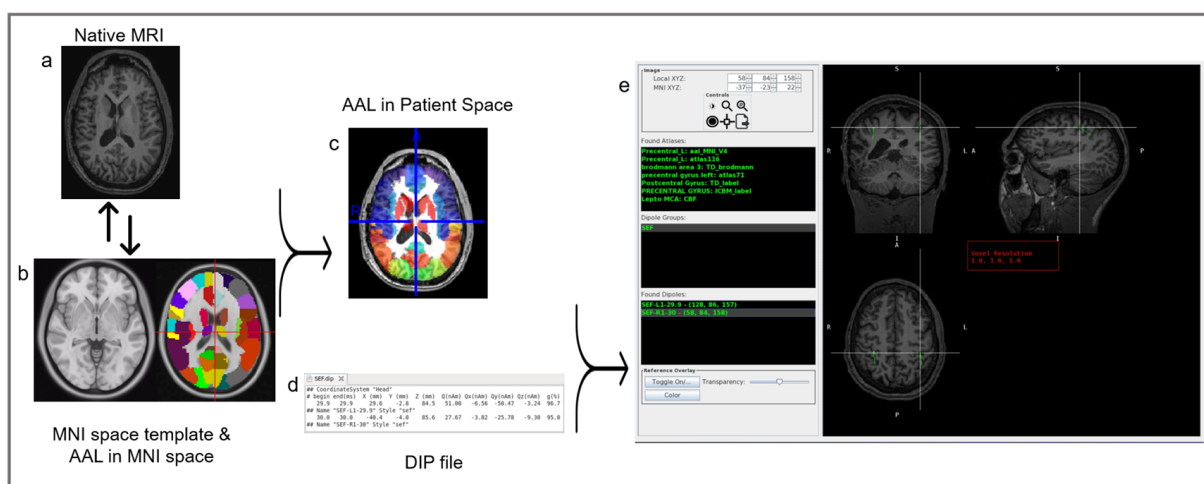 Native MRI
a
b
MNI space template &
AAL in MNI space
AAL in Patient Space
c
R
d
SEF.dip
## CoordinateSystem "Head"
# begin end(ms) X (mm) Y (mm) Z (mm) Q(nAm) Qx(nAm) Qy(nAm) Qz(nAm) g(%)
29.9 29.9 29.6 -2.8 84.5 51.00 -6.56 -50.47 -3.24 96.7
## Name "SEF-L1-29.9" Style "sef"
30.0 30.0 -40.4 -4.0 85.6 27.67 -3.82 -25.78 -9.30 95.0
## Name "SEF-R1-30" Style "sef"
DIP file
e
Image
Local XYZ: 58 84 158
MNI XYZ: -37 -23 22
Controls
Found Atlases:
Precentral_L: aal_MNI_V4
Precentral_L: atlas116
brodmann area 3: TD_brodmann
precentral gyrus left: atlas71
Postcentral Gyrus: TD_label
PRECENTRAL GYRUS: ICBM_label
Lepto MCA: CBF
Dipole Groups:
SEF
Found Dipoles:
SEF-L1-29.9 - (128, 86, 157)
SEF-R1-30 - (58, 84, 158)
Reference Overlay
Toggle On/... Transparency:
Color
S
S
R
L
A
P
I
I
A
Voxel Resolution
1.0, 1.0, 1.0
R
L
P